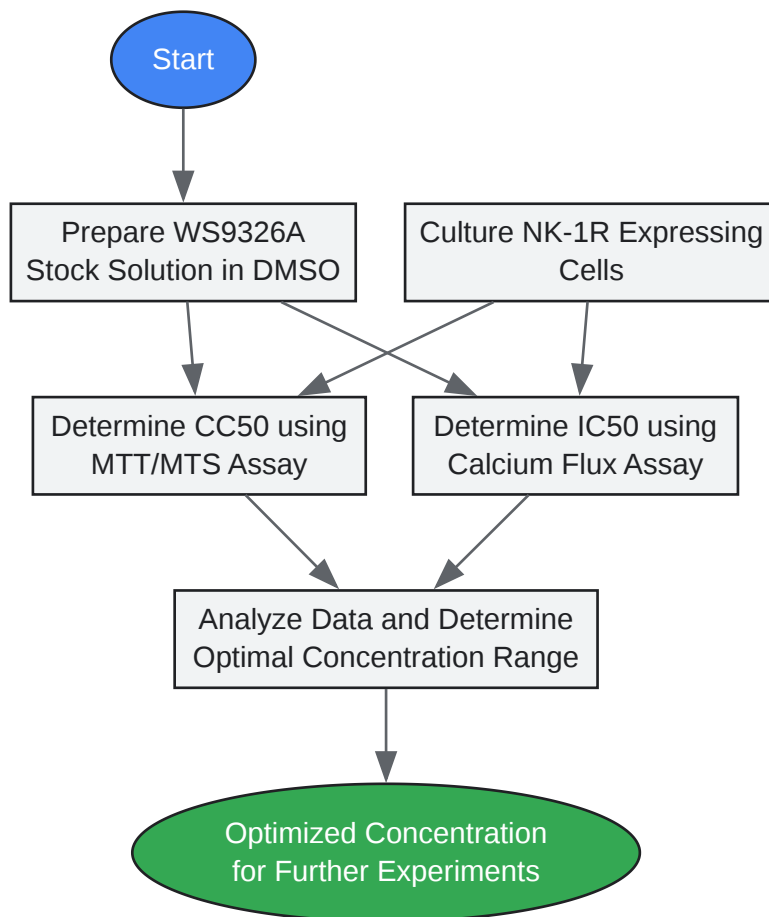 Start
Prepare WS9326A
Stock Solution in DMSO
Culture NK-1R Expressing
Cells
Determine CC50 using
MTT/MTS Assay
Determine IC50 using
Calcium Flux Assay
Analyze Data and Determine
Optimal Concentration Range
Optimized Concentration
for Further Experiments